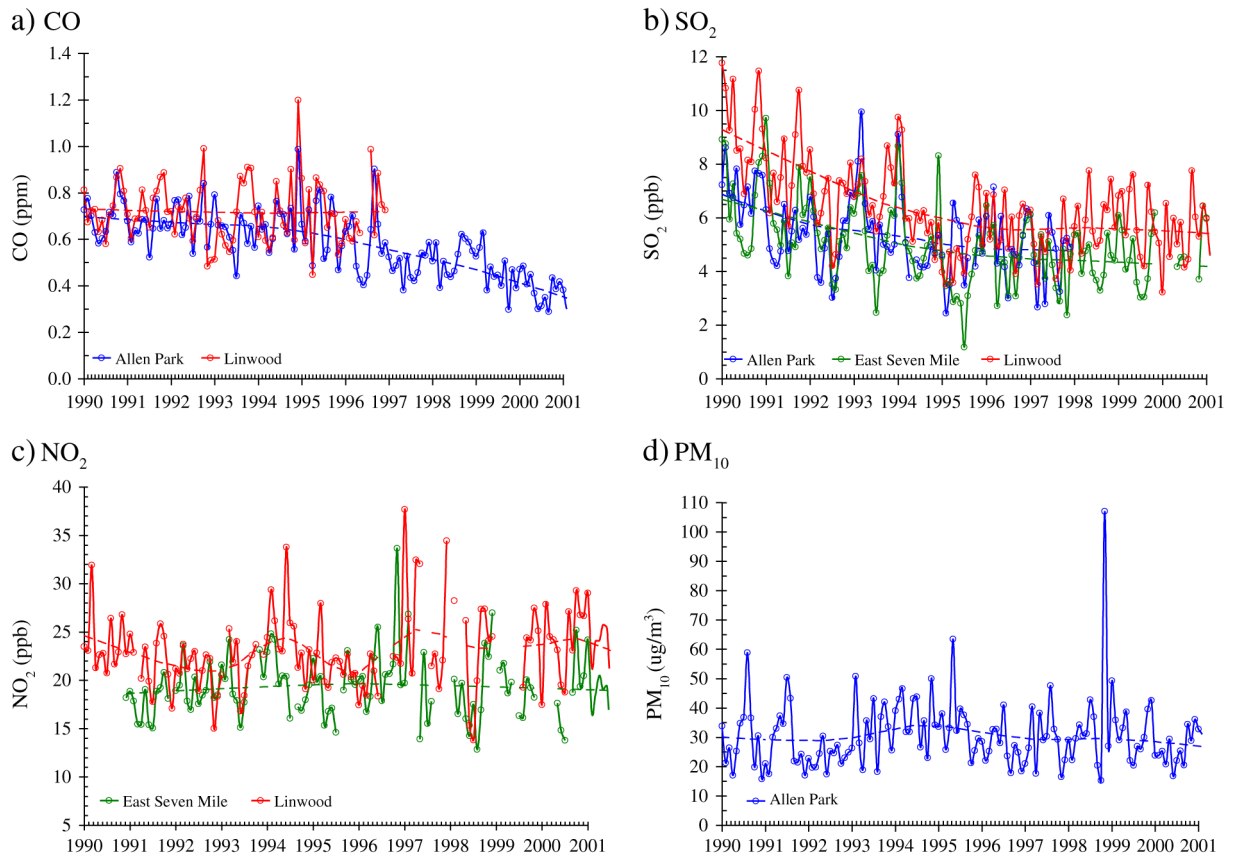 a) CO
CO (ppm)
1.4
1.2
1.0
0.8
0.6
0.4
0.2
0.0
Allen Park Linwood
1990 1991 1992 1993 1994 1995 1996 1997 1998 1999 2000 2001
b) SO2
SO2 (ppb)
12
10
8
6
4
2
0
Allen Park East Seven Mile Linwood
1990 1991 1992 1993 1994 1995 1996 1997 1998 1999 2000 2001
c) NO2
NO2 (ppb)
40
35
30
25
20
15
10
5
East Seven Mile Linwood
1990 1991 1992 1993 1994 1995 1996 1997 1998 1999 2000 2001
d) PM10
PM10 (ug/m3)
110
100
90
80
70
60
50
40
30
20
10
0
Allen Park
1990 1991 1992 1993 1994 1995 1996 1997 1998 1999 2000 2001